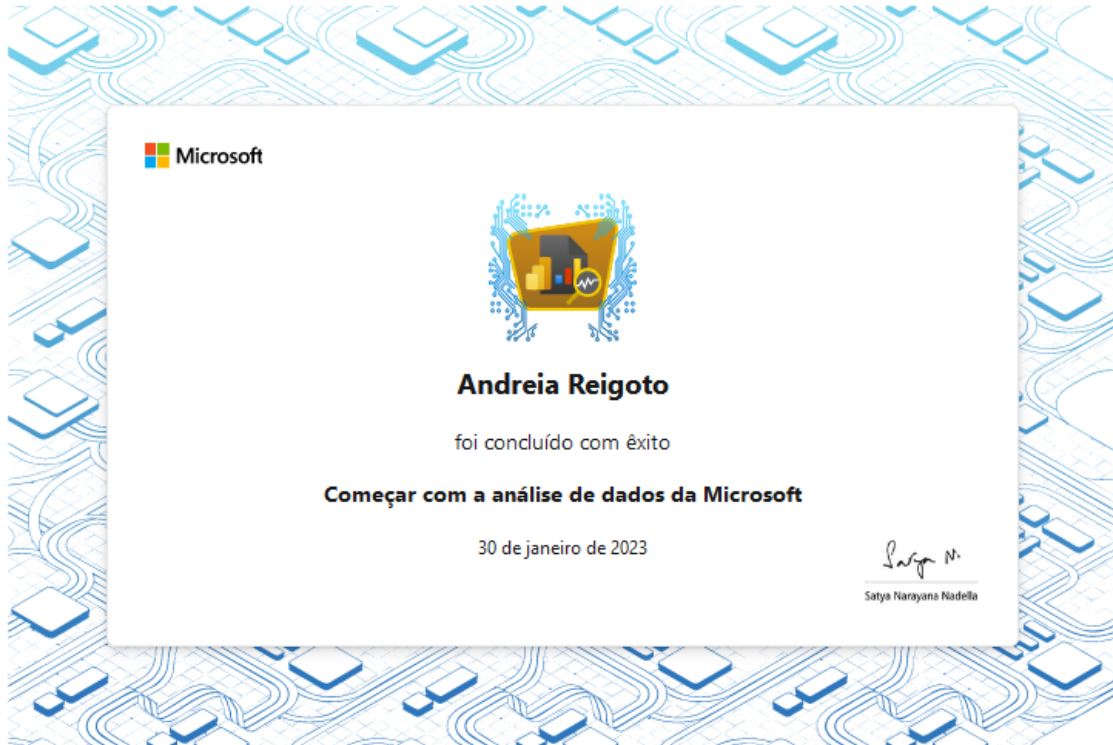 Microsoft
Andreia Reigoto
foi concluído com êxito
Começar com a análise de dados da Microsoft
30 de janeiro de 2023
Satya N.
Satya Narayana Nadella